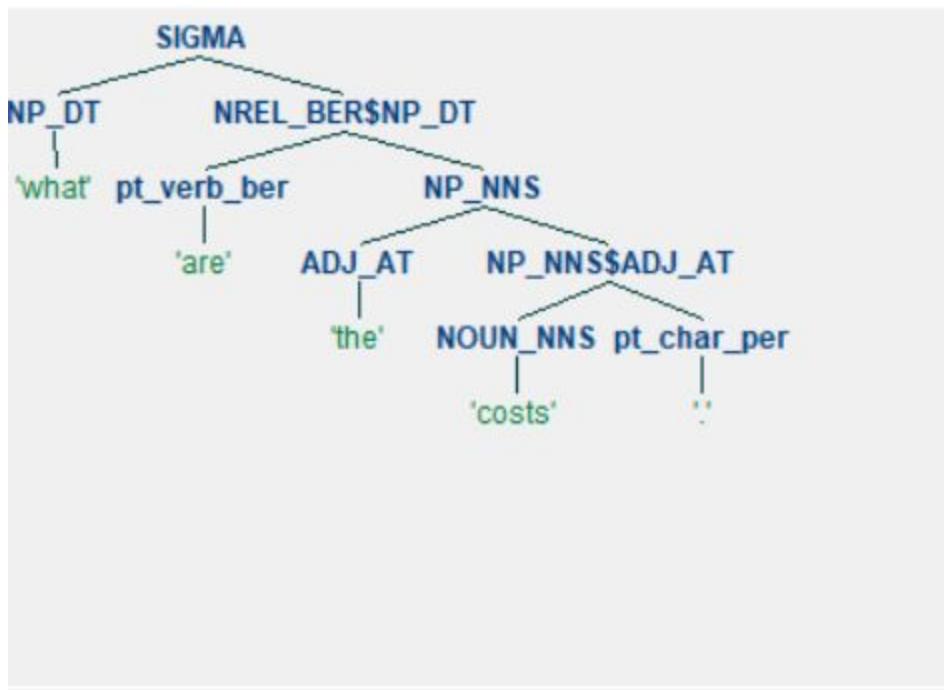 SIGMA
NP_DT NREL_BER$NP_DT
'what' pt_verb_ber NP_NNS
'are' ADJ_AT NP_NNS$ADJ_AT
'the' NOUN_NNS pt_char_per
'costs' '.'